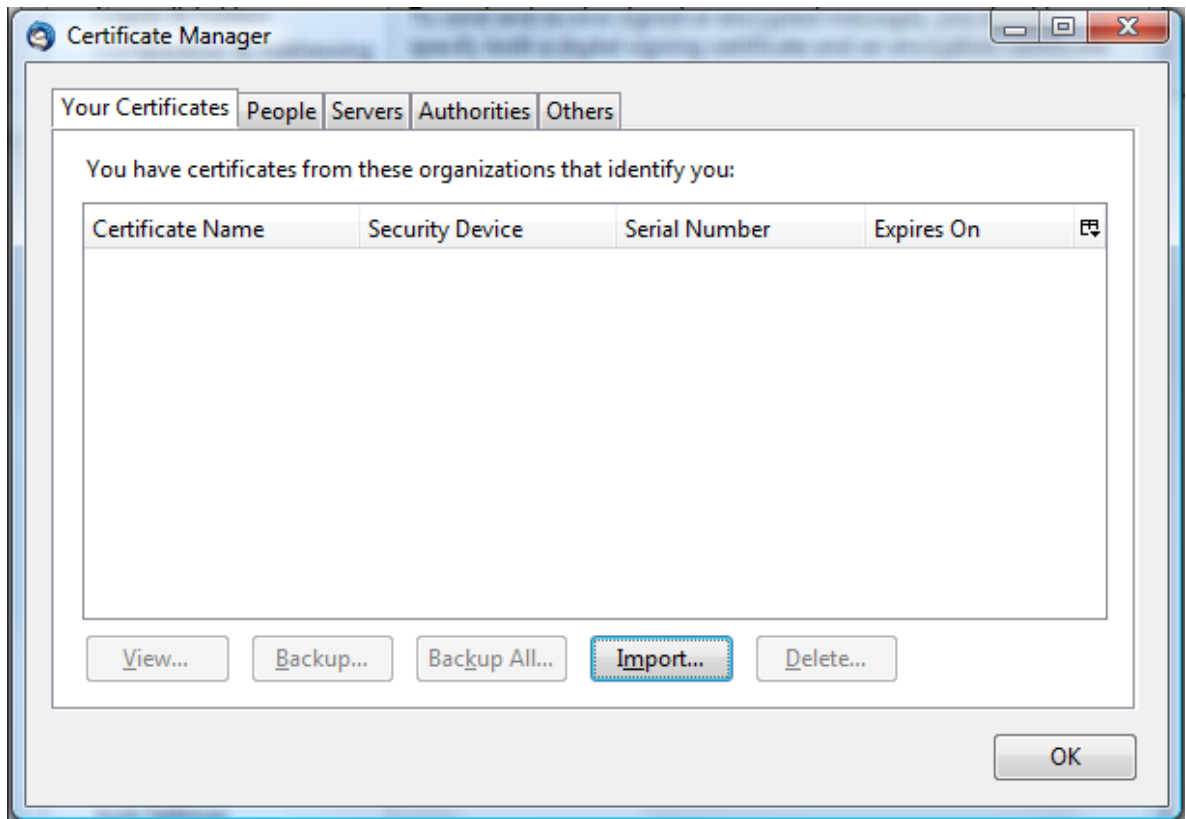 Certificate Manager
Your Certificates People Servers Authorities Others
You have certificates from these organizations that identify you:
Certificate Name Security Device Serial Number Expires On
View... Backup... Backup All... Import... Delete...
OK